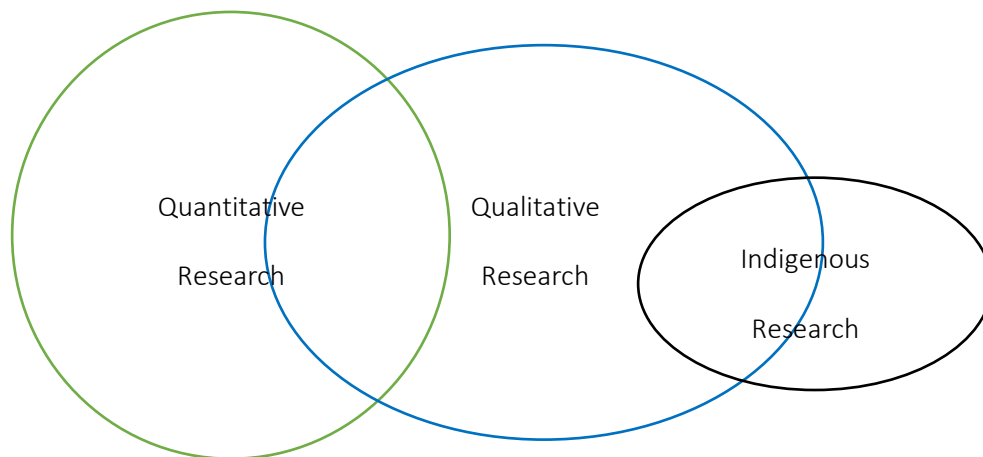 Quantitative
Research
Qualitative
Research
Indigenous
Research